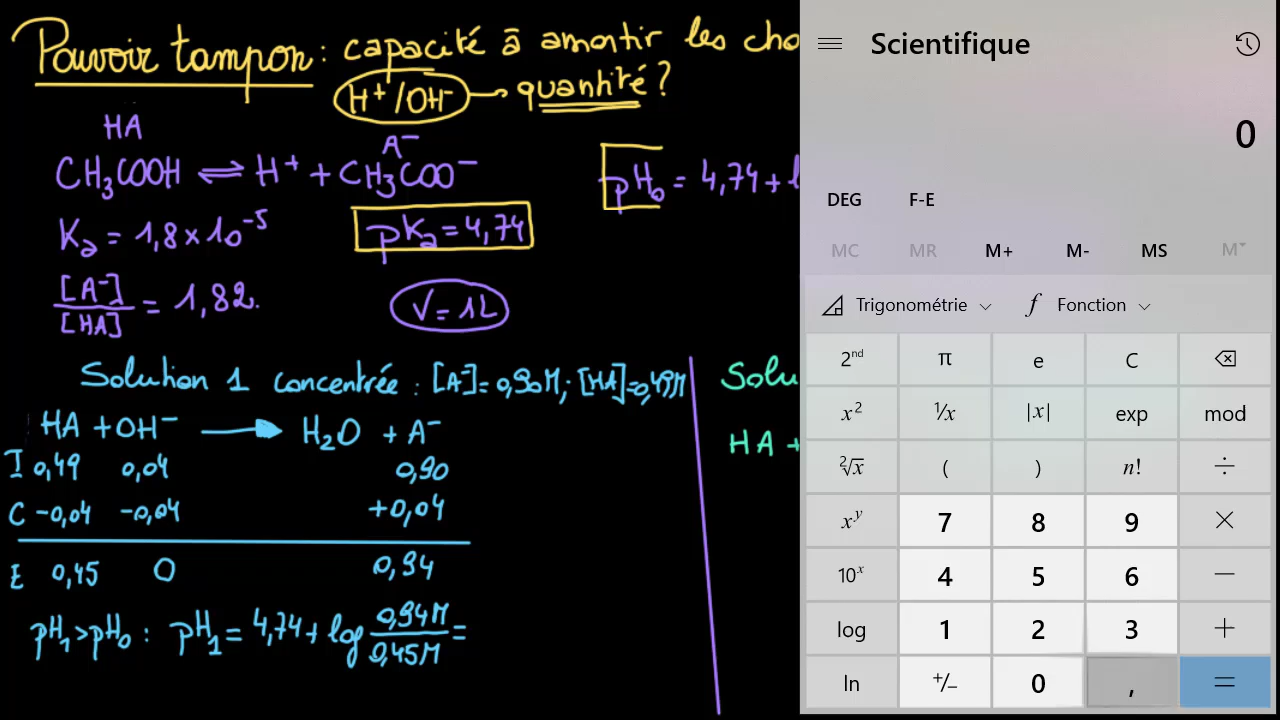 Pouvoir tampon : capacité à amortir les cho
H⁺/OH⁻ → quantité ?
HA
A⁻
CH₃COOH ⇌ H⁺ + CH₃COO⁻
pH₀ = 4,74 + l
Ka = 1,8 × 10⁻⁵
pKa = 4,74
[A⁻]/[HA] = 1,82.
V = 1L
Solution 1 concentrée : [A⁻] = 0,90M ; [HA] = 0,49M
HA + OH⁻ → H₂O + A⁻
I 0,49 0,04 0,90
C -0,04 -0,04 +0,04
E 0,45 0 0,94
pH₁ > pH₀ : pH₁ = 4,74 + log 0,94M/0,45M =
Solu
HA +
Scientifique
0
DEG F-E
MC MR M+ M- MS M˅
Trigonométrie f Fonction
2ⁿᵈ π e C
x² ¹/x |x| exp mod
²√x ( ) n! ÷
xʸ 7 8 9 ×
10ˣ 4 5 6 −
log 1 2 3 +
ln +/− 0 , =